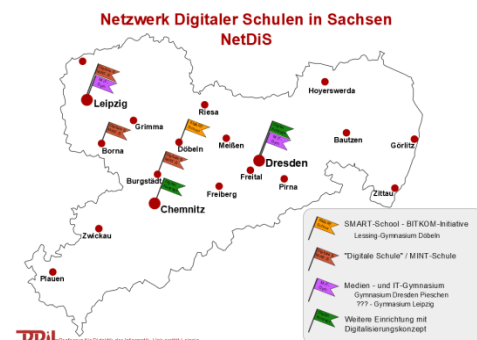 Netzwerk Digitaler Schulen in Sachsen
NetDiS
Hoyerswerda
Leipzig
Riesa
Grimma
Borna
Döbeln
Meißen
Bautzen
Görlitz
Dresden
Burgstädt
Freital
Pirna
Freiberg
Zittau
Chemnitz
Zwickau
Plauen
SMART-School - BITKOM-Initiative
Lessing-Gymnasium Döbeln
"Digitale Schule" / MINT-Schule
Medien - und IT-Gymnasium
Gymnasium Dresden Pieschen
??? - Gymnasium Leipzig
Weitere Einrichtung mit
Digitalisierungskonzept